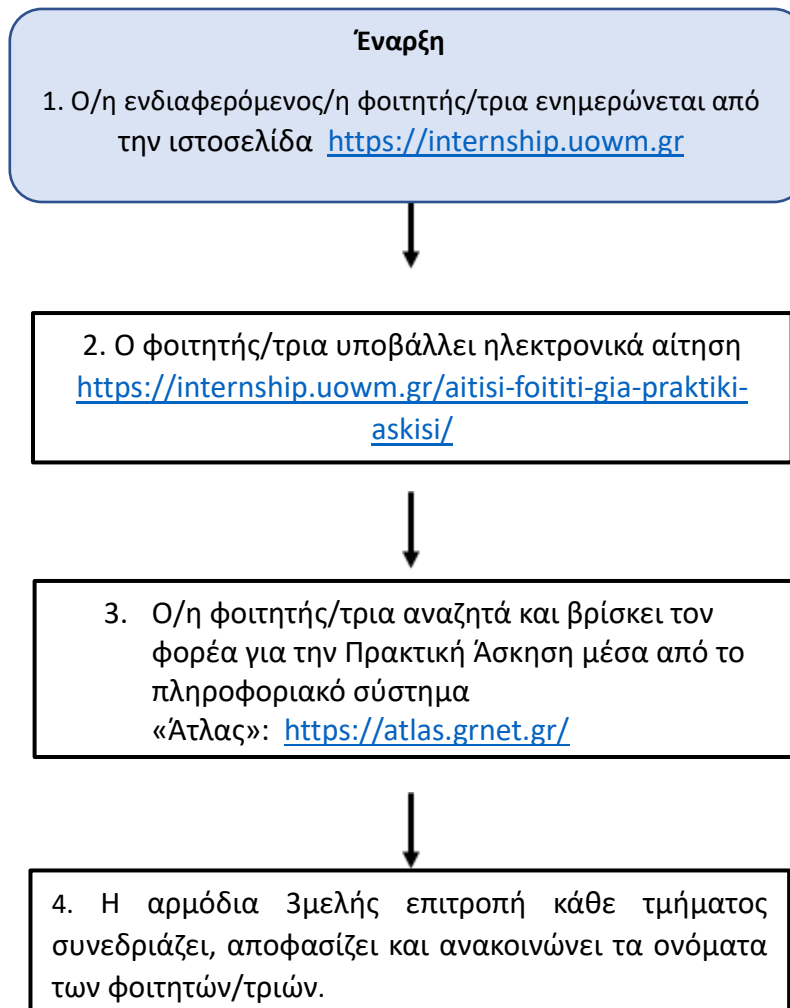 Έναρξη
1. Ο/η ενδιαφερόμενος/η φοιτητής/τρια ενημερώνεται από
την ιστοσελίδα https://internship.uowm.gr
2. Ο φοιτητής/τρια υποβάλλει ηλεκτρονικά αίτηση
https://internship.uowm.gr/aitisi-foititi-gia-praktiki-
askisi/
3. Ο/η φοιτητής/τρια αναζητά και βρίσκει τον
φορέα για την Πρακτική Άσκηση μέσα από το
πληροφοριακό σύστημα
«Άτλας»: https://atlas.grnet.gr/
4. Η αρμόδια 3μελής επιτροπή κάθε τμήματος
συνεδριάζει, αποφασίζει και ανακοινώνει τα ονόματα
των φοιτητών/τριών.